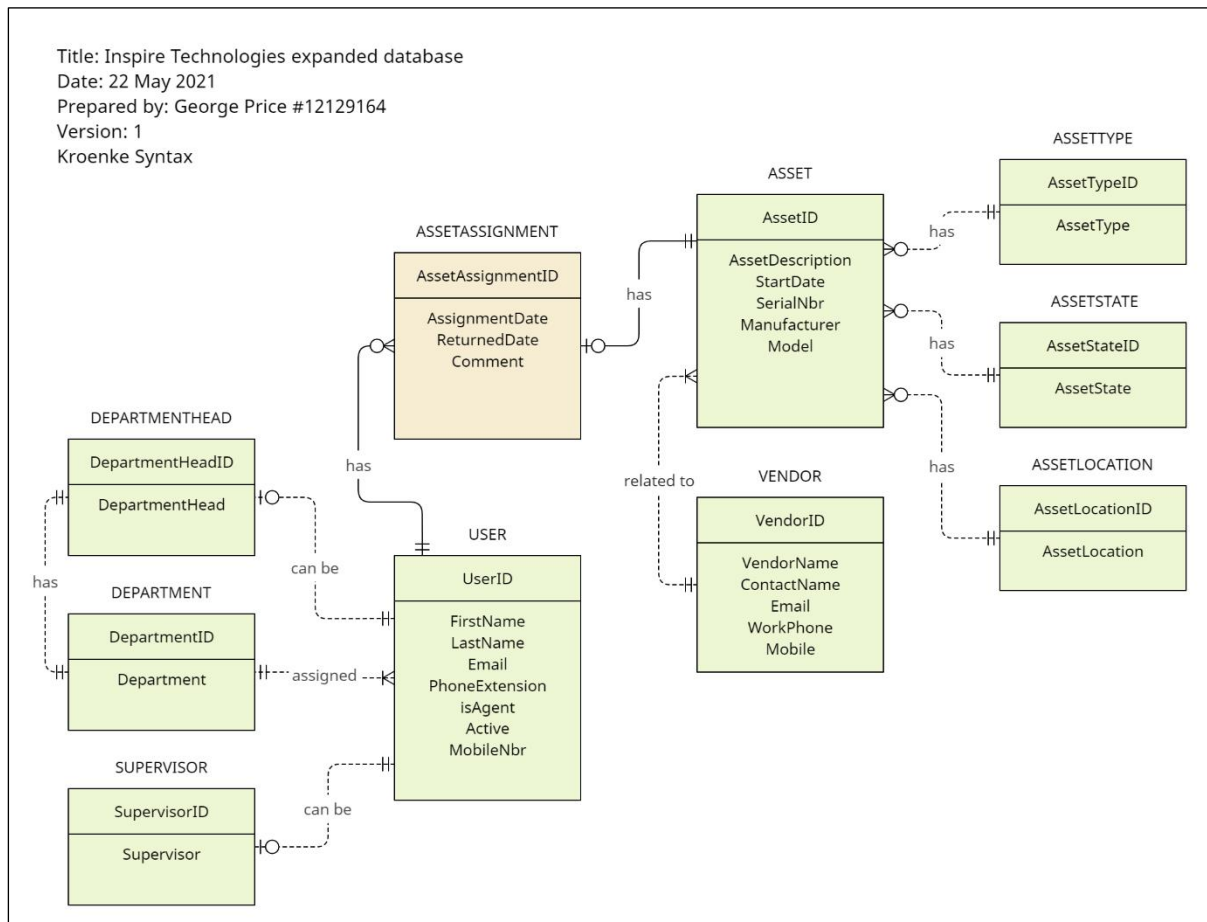 Title: Inspire Technologies expanded database
Date: 22 May 2021
Prepared by: George Price #12129164
Version: 1
Kroenke Syntax
ASSETTYPE
AssetTypeID
AssetType
ASSET
AssetID
AssetDescription
StartDate
SerialNbr
Manufacturer
Model
has
ASSETASSIGNMENT
AssetAssignmentID
AssignmentDate
ReturnedDate
Comment
has
ASSETSTATE
AssetStateID
AssetState
has
DEPARTMENTHEAD
DepartmentHeadID
DepartmentHead
has
related to
has
ASSETLOCATION
AssetLocationID
AssetLocation
VENDOR
VendorID
VendorName
ContactName
Email
WorkPhone
Mobile
USER
UserID
FirstName
LastName
Email
PhoneExtension
isAgent
Active
MobileNbr
can be
has
DEPARTMENT
DepartmentID
Department
assigned
SUPERVISOR
SupervisorID
Supervisor
can be